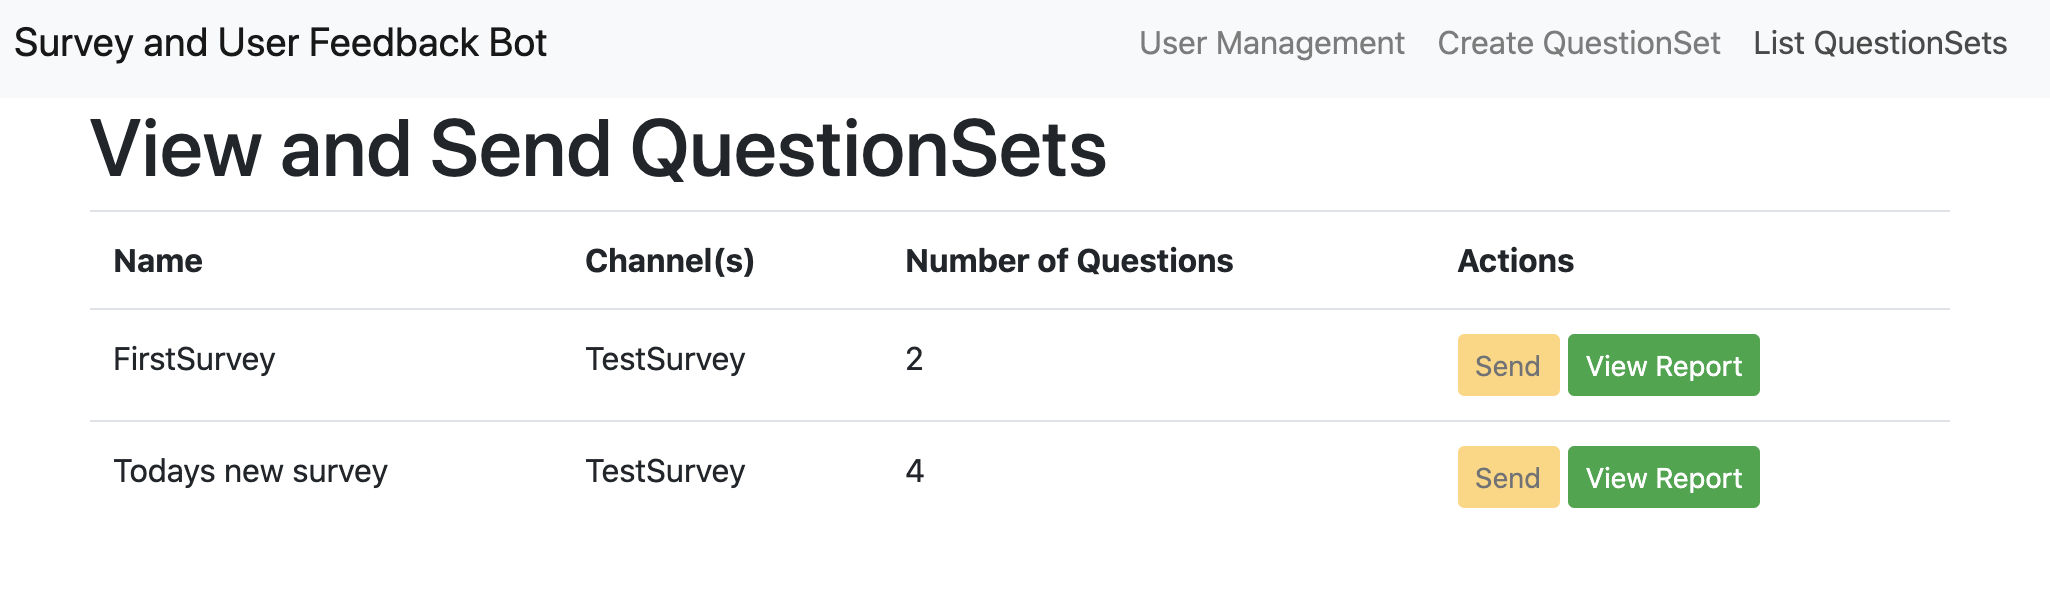 Survey and User Feedback Bot User Management Create QuestionSet List QuestionSets
View and Send QuestionSets
Name Channel(s) Number of Questions Actions
FirstSurvey TestSurvey 2 Send View Report
Todays new survey TestSurvey 4 Send View Report